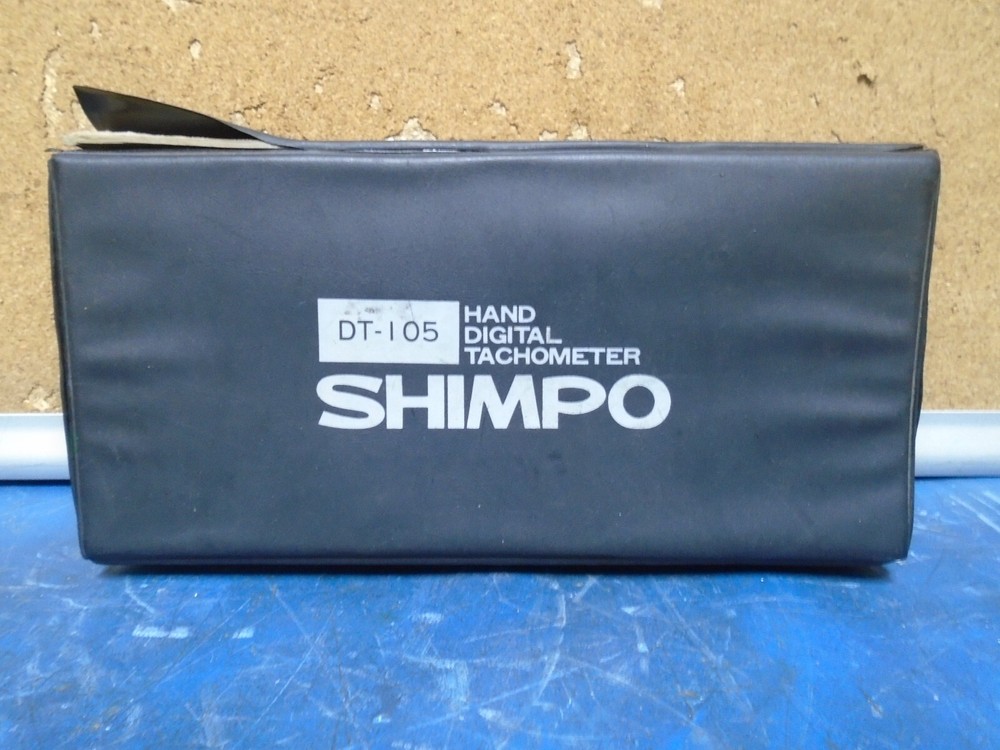 DT-105
HAND
DIGITAL
TACHOMETER
SHIMPO